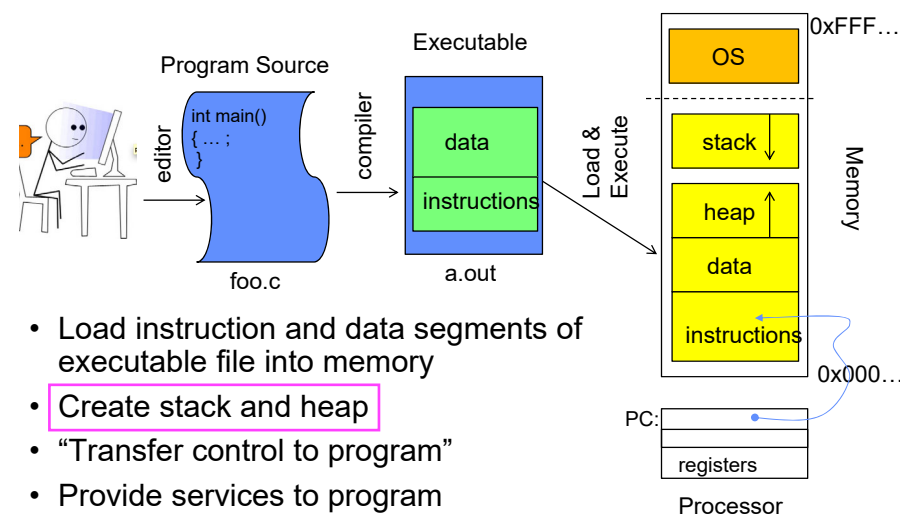 Program Source
editor
int main()
{ … ;
}
foo.c
compiler
Executable
data
instructions
a.out
Load &
Execute
0xFFF…
OS
stack
heap
data
instructions
0x000…
Memory
PC:
registers
Processor
• Load instruction and data segments of
executable file into memory
• Create stack and heap
• “Transfer control to program”
• Provide services to program